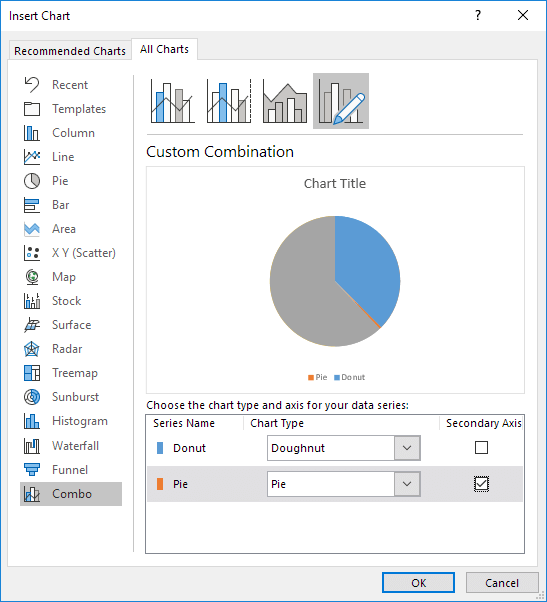 Insert Chart
?
Recommended Charts
All Charts
Recent
Templates
Column
Line
Pie
Bar
Area
X Y (Scatter)
Map
Stock
Surface
Radar
Treemap
Sunburst
Histogram
Waterfall
Funnel
Combo
Custom Combination
Chart Title
Pie Donut
Choose the chart type and axis for your data series:
Series Name Chart Type Secondary Axis
Donut Doughnut
Pie Pie
OK Cancel